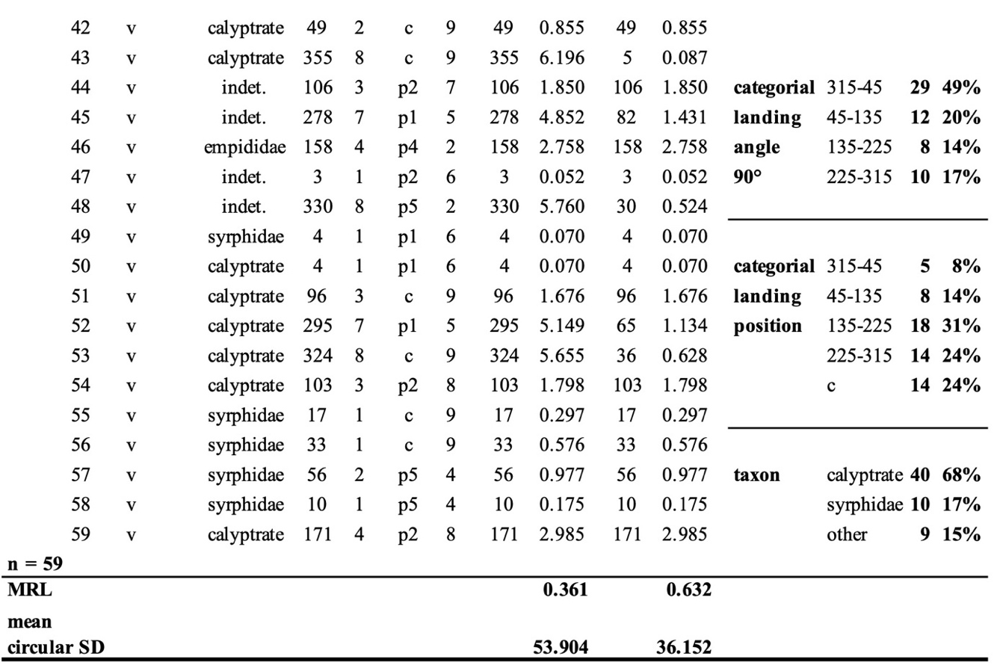 42 v calyptrate 49 2 c 9 49 0.855 49 0.855
43 v calyptrate 355 8 c 9 355 6.196 5 0.087
44 v indet. 106 3 p2 7 106 1.850 106 1.850 categorial 315-45 29 49%
45 v indet. 278 7 p1 5 278 4.852 82 1.431 landing 45-135 12 20%
46 v empididae 158 4 p4 2 158 2.758 158 2.758 angle 135-225 8 14%
47 v indet. 3 1 p2 6 3 0.052 3 0.052 90° 225-315 10 17%
48 v indet. 330 8 p5 2 330 5.760 30 0.524
49 v syrphidae 4 1 p1 6 4 0.070 4 0.070
50 v calyptrate 4 1 p1 6 4 0.070 4 0.070 categorial 315-45 5 8%
51 v calyptrate 96 3 c 9 96 1.676 96 1.676 landing 45-135 8 14%
52 v calyptrate 295 7 p1 5 295 5.149 65 1.134 position 135-225 18 31%
53 v calyptrate 324 8 c 9 324 5.655 36 0.628 225-315 14 24%
54 v calyptrate 103 3 p2 8 103 1.798 103 1.798 c 14 24%
55 v syrphidae 17 1 c 9 17 0.297 17 0.297
56 v syrphidae 33 1 c 9 33 0.576 33 0.576
57 v syrphidae 56 2 p5 4 56 0.977 56 0.977 taxon calyptrate 40 68%
58 v syrphidae 10 1 p5 4 10 0.175 10 0.175 syrphidae 10 17%
59 v calyptrate 171 4 p2 8 171 2.985 171 2.985 other 9 15%
n = 59
MRL 0.361 0.632
mean
circular SD 53.904 36.152